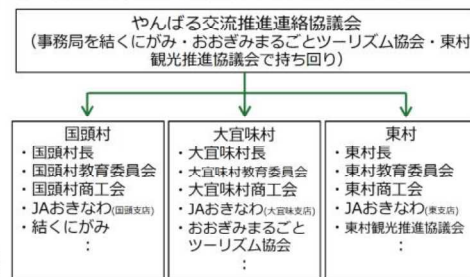 やんばる交流推進連絡協議会
(事務局を結くにがみ・おおぎみまるごとツーリズム協会・東村
観光推進協議会で持ち回り)
国頭村
・国頭村長
・国頭村教育委員会
・国頭村商工会
・JAおきなわ(国頭支店)
・結くにがみ
:
大宜味村
・大宜味村長
・大宜味村教育委員会
・大宜味村商工会
・JAおきなわ(大宜味支店)
・おおぎみまるごと
ツーリズム協会
:
東村
・東村長
・東村教育委員会
・東村商工会
・JAおきなわ(東支店)
・東村観光推進協議会
: